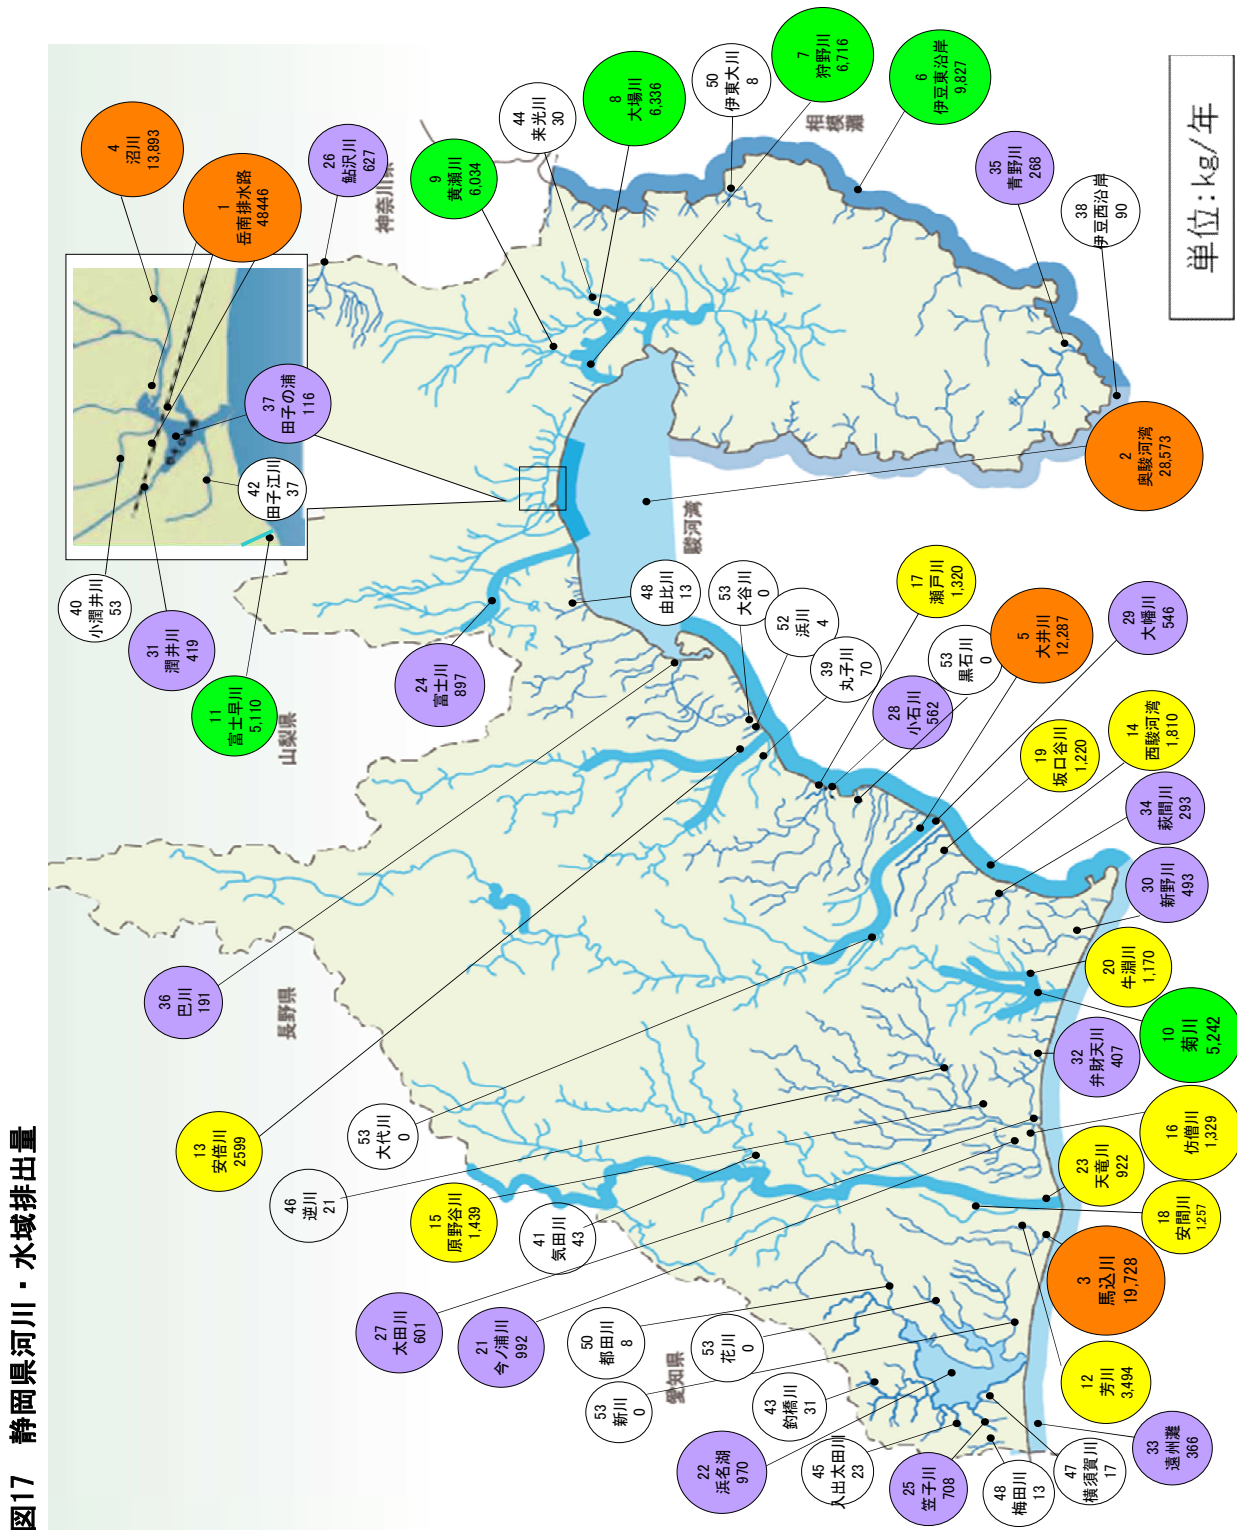 図17　静岡県河川・水域排出量
単位：kg/年
神奈川県
山梨県
長野県
愛知県
相模灘
駿河湾
1
岳南排水路
48446
2
奥駿河湾
28,573
3
馬込川
19,728
4
沼川
13,893
5
大井川
12,287
6
伊豆東沿岸
9,827
7
狩野川
6,716
8
大場川
6,336
9
黄瀬川
6,034
10
菊川
5,242
11
富士早川
5,110
12
芳川
3,494
13
安倍川
2599
14
西駿河湾
1,810
15
原野谷川
1,439
16
仿僧川
1,329
17
瀬戸川
1,320
18
安間川
1,257
19
坂口谷川
1,220
20
牛淵川
1,170
21
今ノ浦川
992
22
浜名湖
970
23
天竜川
922
24
富士川
897
25
笠子川
708
26
鮎沢川
627
27
太田川
601
28
小石川
562
29
大幡川
546
30
新野川
493
31
潤井川
419
32
弁財天川
407
33
遠州灘
366
34
萩間川
293
35
青野川
268
36
巴川
191
37
田子の浦
116
38
伊豆西沿岸
90
39
丸子川
70
40
小潤井川
53
41
気田川
43
42
田子江川
37
43
釣橋川
31
44
来光川
30
45
入出太田川
23
46
逆川
21
47
横須賀川
17
48
由比川
13
48
梅田川
13
50
伊東大川
8
50
都田川
8
52
浜川
4
53
大谷川
0
53
黒石川
0
53
大代川
0
53
花川
0
53
新川
0